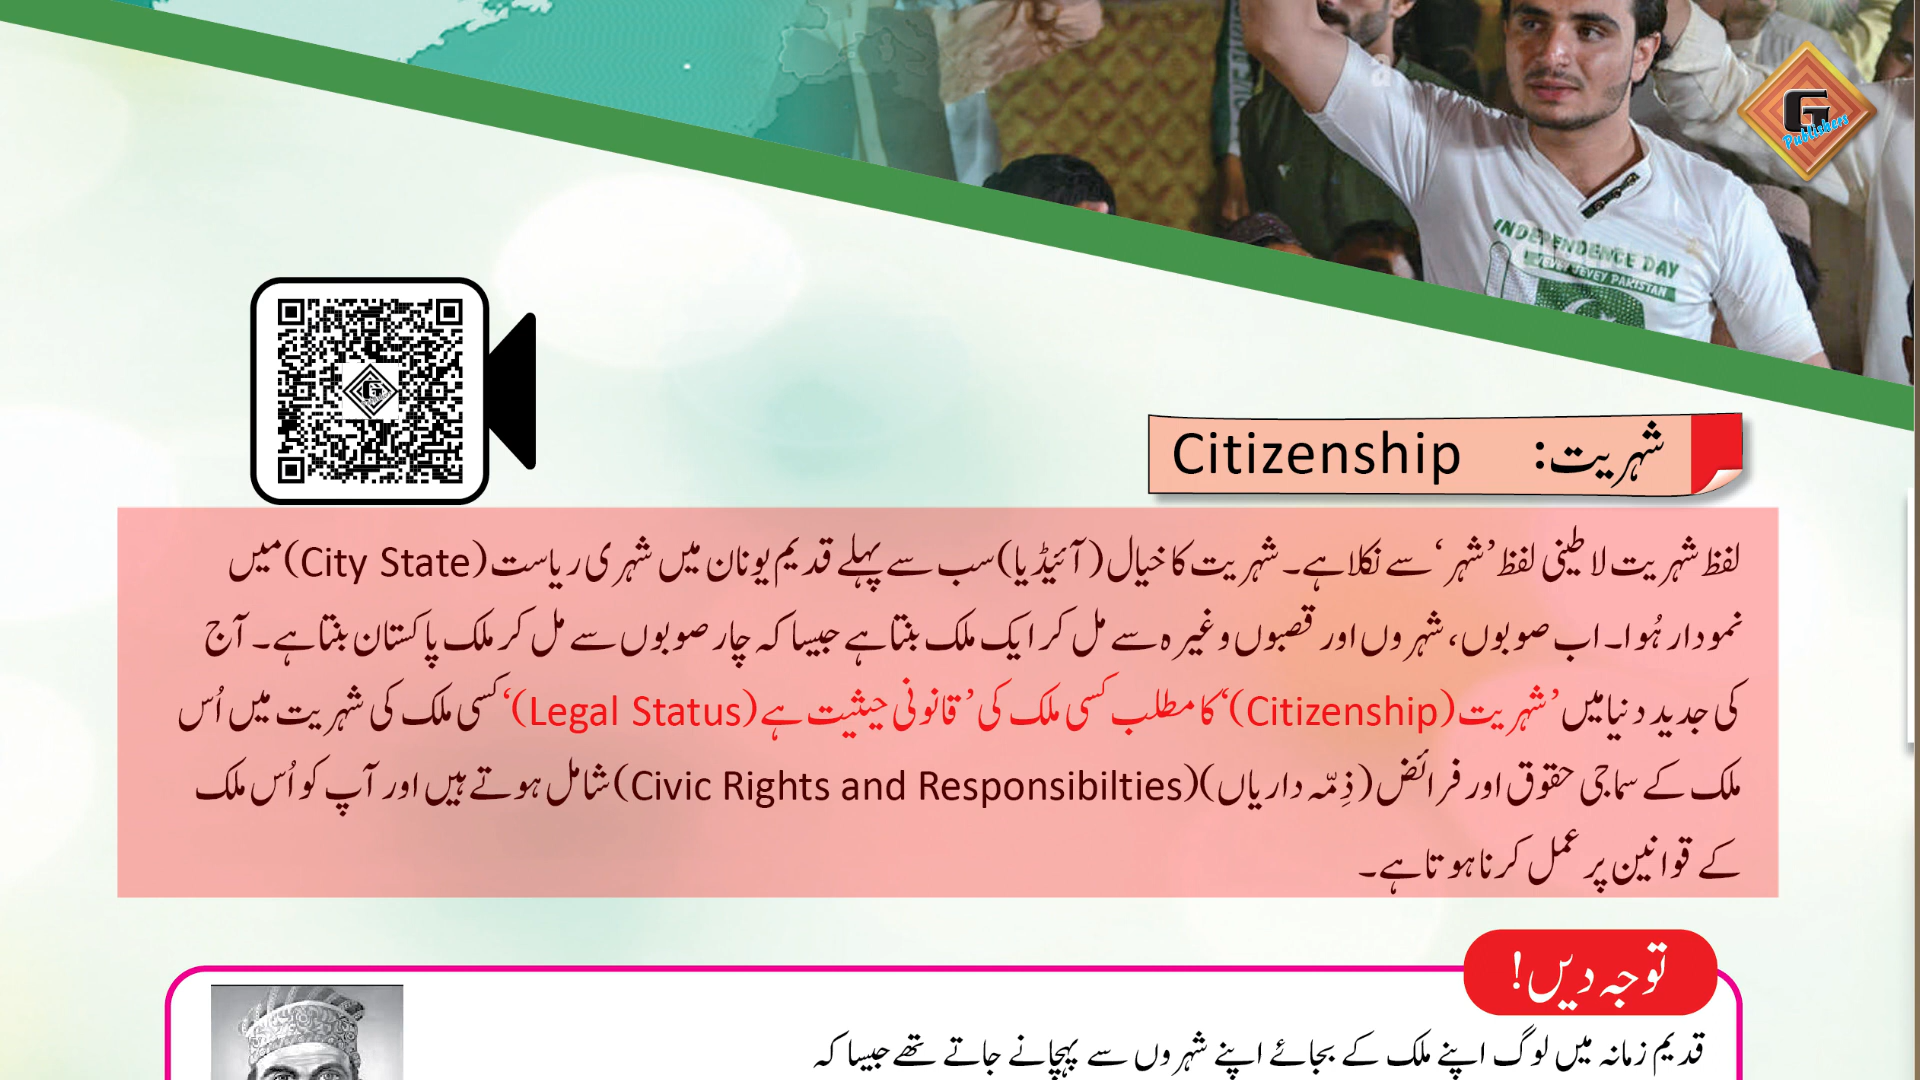 INDEPENDENCE DAY
JEVEY JEVEY PAKISTAN
G
Publishers
شہریت: Citizenship
لفظ شہریت لاطینی لفظ ’شہر‘ سے نکلا ہے۔ شہریت کا خیال (آئیڈیا) سب سے پہلے قدیم یونان میں شہری ریاست (City State) میں
نمودار ہُوا۔ اب صوبوں، شہروں اور قصبوں وغیرہ سے مل کر ایک ملک بنتا ہے جیسا کہ چار صوبوں سے مل کر ملک پاکستان بنتا ہے۔ آج
کی جدید دنیا میں ’شہریت (Citizenship)‘ کا مطلب کسی ملک کی ’قانونی حیثیت ہے (Legal Status)‘ کسی ملک کی شہریت میں اُس
ملک کے سماجی حقوق اور فرائض (ذِمّہ داریاں) (Civic Rights and Responsibilties) شامل ہوتے ہیں اور آپ کو اُس ملک
کے قوانین پر عمل کرنا ہوتا ہے۔
توجہ دیں!
قدیم زمانہ میں لوگ اپنے ملک کے بجائے اپنے شہروں سے پہچانے جاتے تھے جیسا کہ